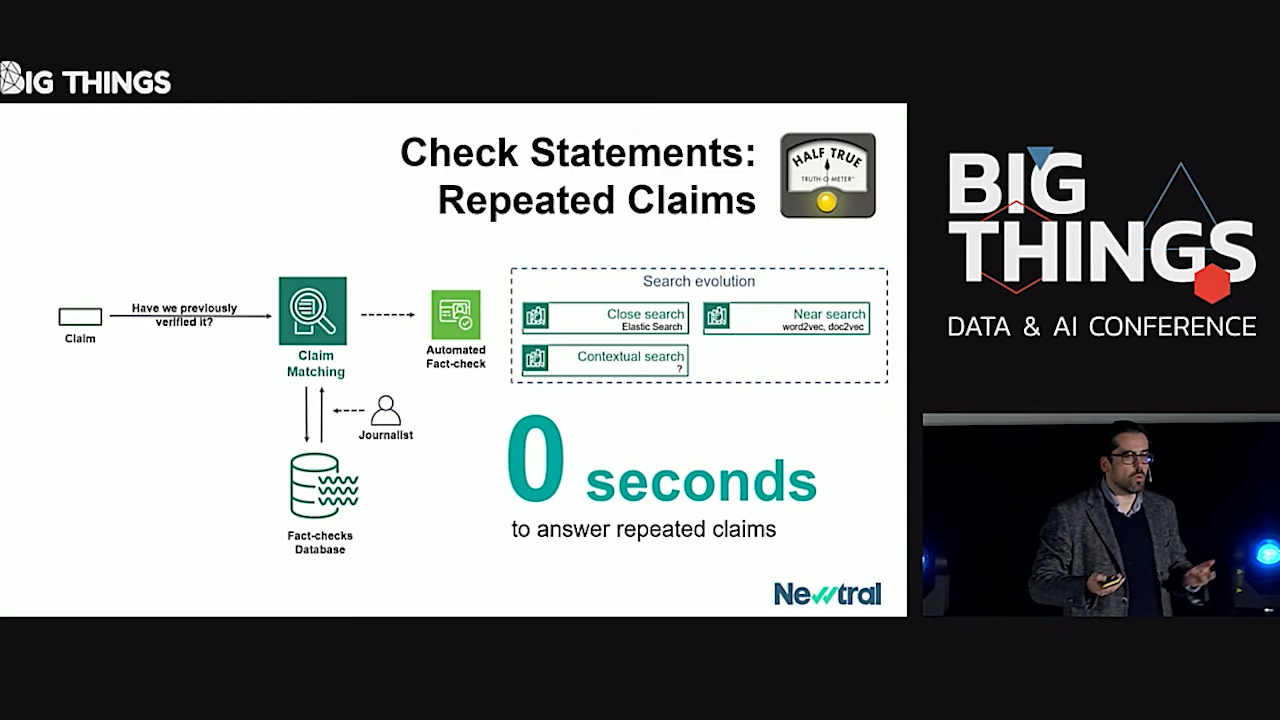 BIG THINGS
Check Statements:
Repeated Claims
HALF TRUE
TRUTH-O-METER™
Claim
Have we previously
verified it?
Claim
Matching
Automated
Fact-check
Journalist
Fact-checks
Database
Search evolution
Close search
Elastic Search
Near search
word2vec, doc2vec
Contextual search
?
0 seconds
to answer repeated claims
Newtral
BIG
THINGS
DATA & AI CONFERENCE